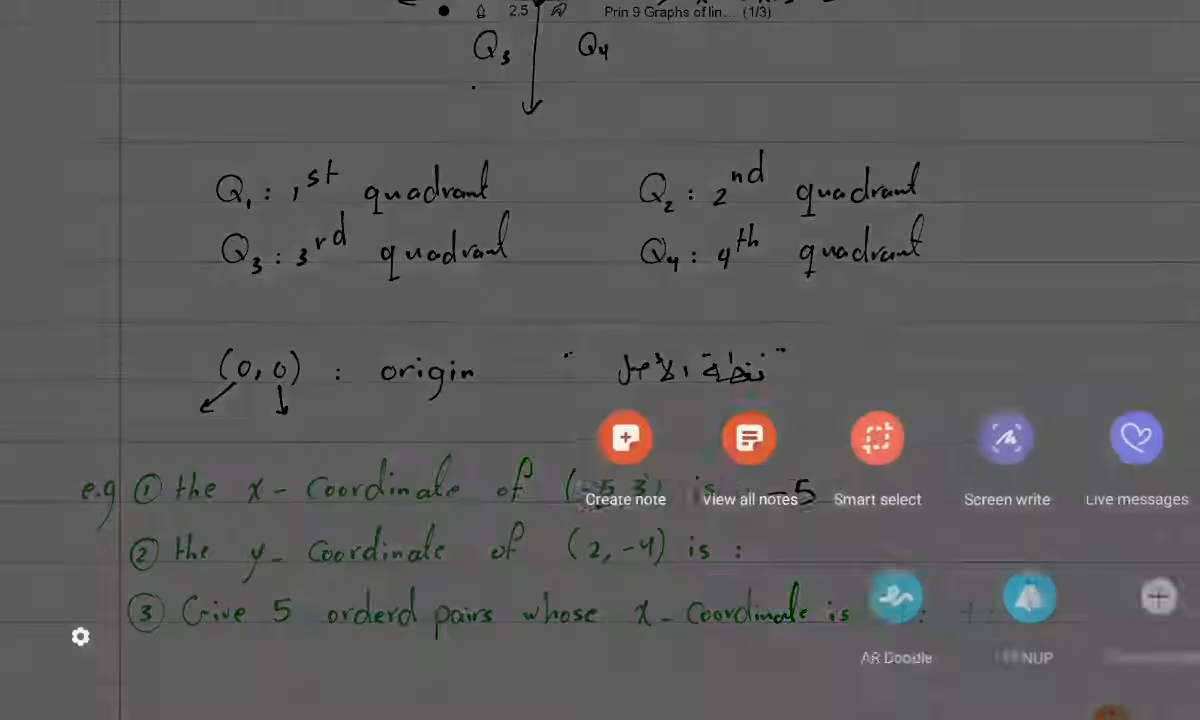 2.5 Prin 9 Graphs of lin... (1/3)
Q3 Q4
Q1 : 1st quadrant Q2 : 2nd quadrant
Q3 : 3rd quadrant Q4 : 4th quadrant
(0,0) : origin " نقطة الأصل "
e.g ① the x - Coordinate of (-5,3) is : -5
Create note View all notes Smart select Screen write Live messages
② the y - Coordinate of (2,-4) is :
③ Give 5 orderd pairs whose x - Coordinate is
AR Doodle